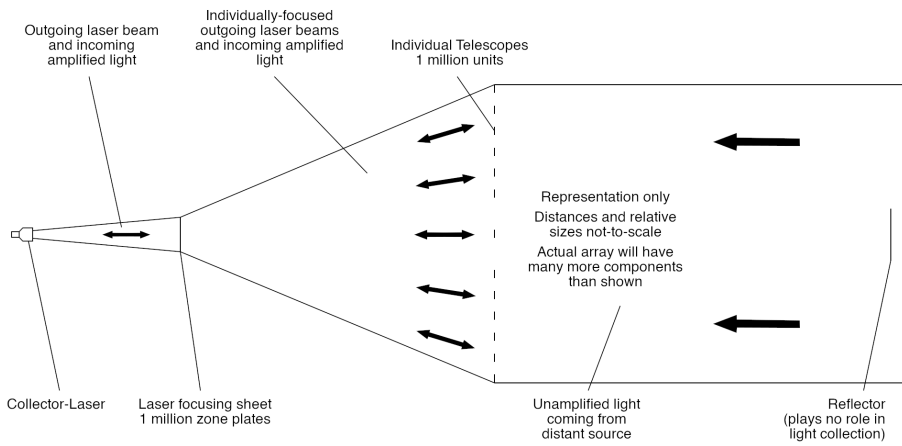 Outgoing laser beam
and incoming
amplified light
Individually-focused
outgoing laser beams
and incoming amplified
light
Individual Telescopes
1 million units
Representation only
Distances and relative
sizes not-to-scale
Actual array will have
many more components
than shown
Collector-Laser
Laser focusing sheet
1 million zone plates
Unamplified light
coming from
distant source
Reflector
(plays no role in
light collection)